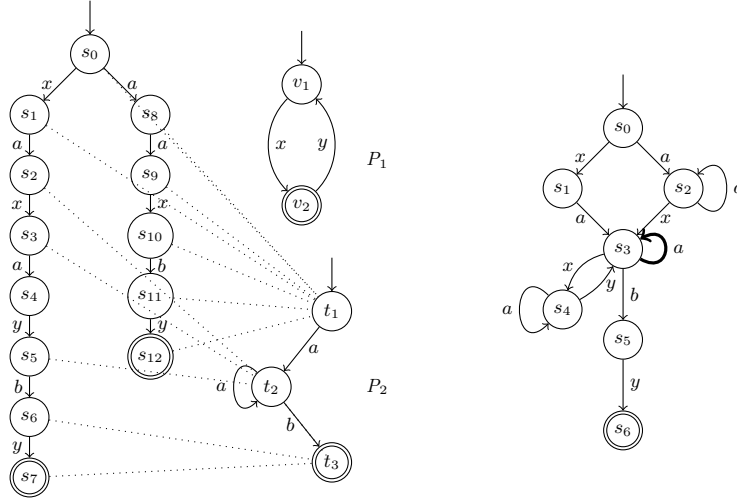 s0
x a
s1 s8
a a
s2 s9
x x
s3 s10
a b
s4 s11
y y
s5 s12
b
s6
y
s7
v1
x y
v2
P1
t1
a
a t2
b
t3
P2
s0
x a
s1 s2 a
a x
s3 a
x y b
a s4
s5
y
s6